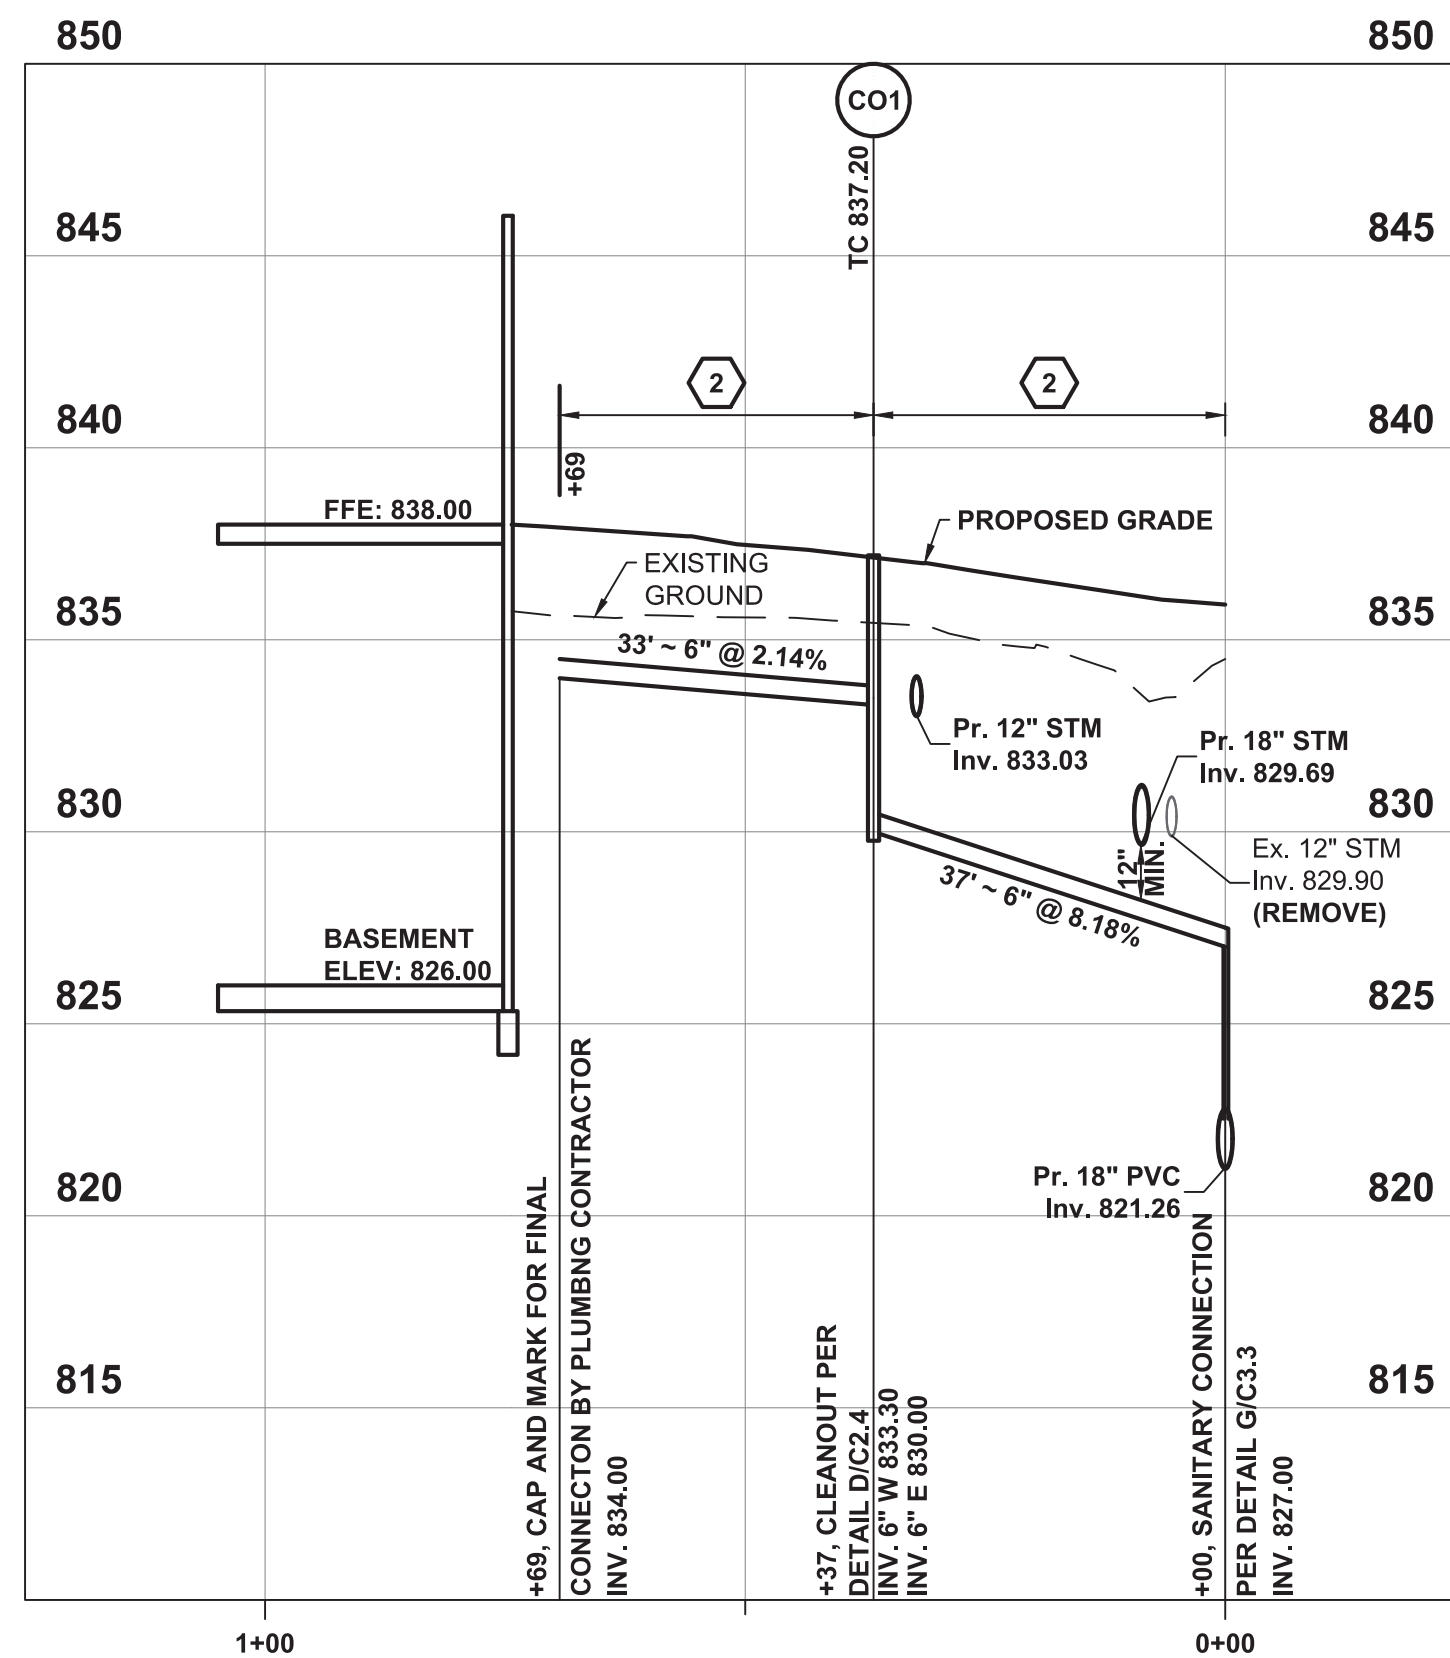 850
850
CO1
TC 837.20
845
845
2
2
840
840
+69
FFE: 838.00
PROPOSED GRADE
EXISTING
GROUND
835
835
33' ~ 6" @ 2.14%
Pr. 12" STM
Inv. 833.03
Pr. 18" STM
Inv. 829.69
830
830
12"
MIN.
Ex. 12" STM
Inv. 829.90
(REMOVE)
37' ~ 6" @ 8.18%
BASEMENT
ELEV: 826.00
825
825
Pr. 18" PVC
Inv. 821.26
820
820
815
815
+69, CAP AND MARK FOR FINAL
CONNECTON BY PLUMBNG CONTRACTOR
INV. 834.00
+37, CLEANOUT PER
DETAIL D/C2.4
INV. 6" W 833.30
INV. 6" E 830.00
+00, SANITARY CONNECTION
PER DETAIL G/C3.3
INV. 827.00
1+00
0+00